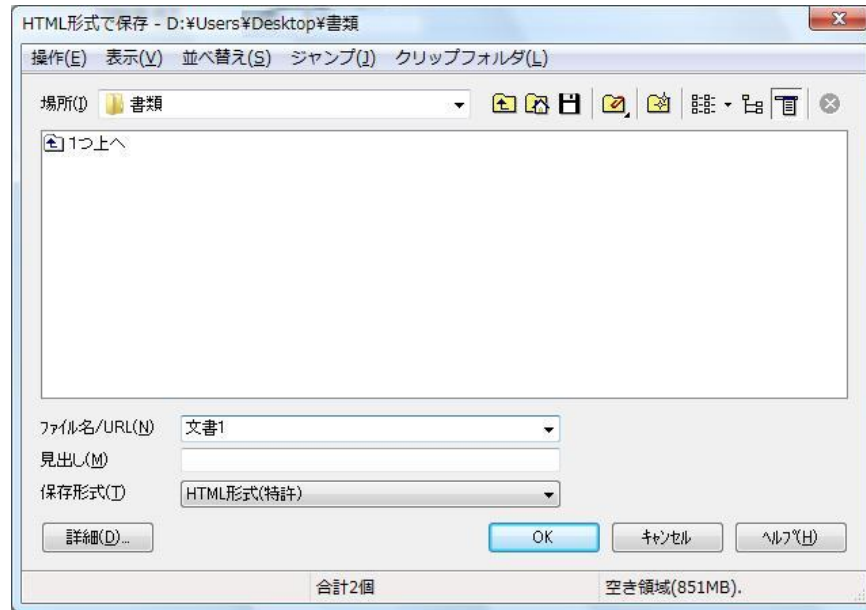 HTML形式で保存 - D:¥Users¥Desktop¥書類
操作(E) 表示(V) 並べ替え(S) ジャンプ(J) クリップフォルダ(L)
場所(I) 書類
1つ上へ
ファイル名/URL(N) 文書1
見出し(M)
保存形式(T) HTML形式(特許)
詳細(D)... OK キャンセル ヘルプ(H)
合計2個 空き領域(851MB).